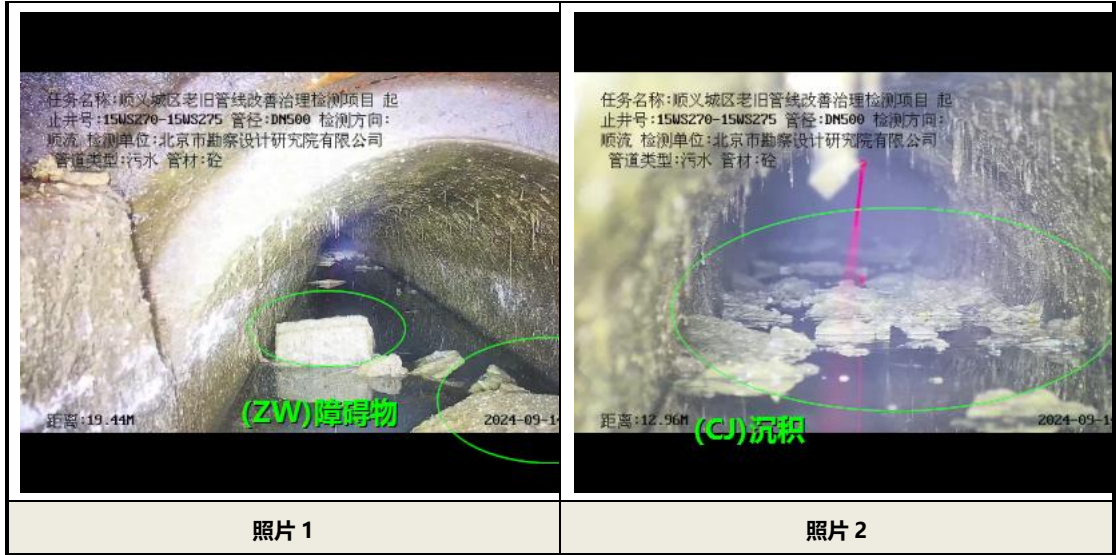 任务名称:顺义城区老旧管线改善治理检测项目 起
止井号:15WS270-15WS275 管径:DN500 检测方向:
顺流 检测单位:北京市勘察设计研究院有限公司
管道类型:污水 管材:砼
(ZW)障碍物
距离:19.44M
2024-09-1
照片 1
任务名称:顺义城区老旧管线改善治理检测项目 起
止井号:15WS270-15WS275 管径:DN500 检测方向:
顺流 检测单位:北京市勘察设计研究院有限公司
管道类型:污水 管材:砼
距离:12.96M
2024-09-1
(CJ)沉积
照片 2